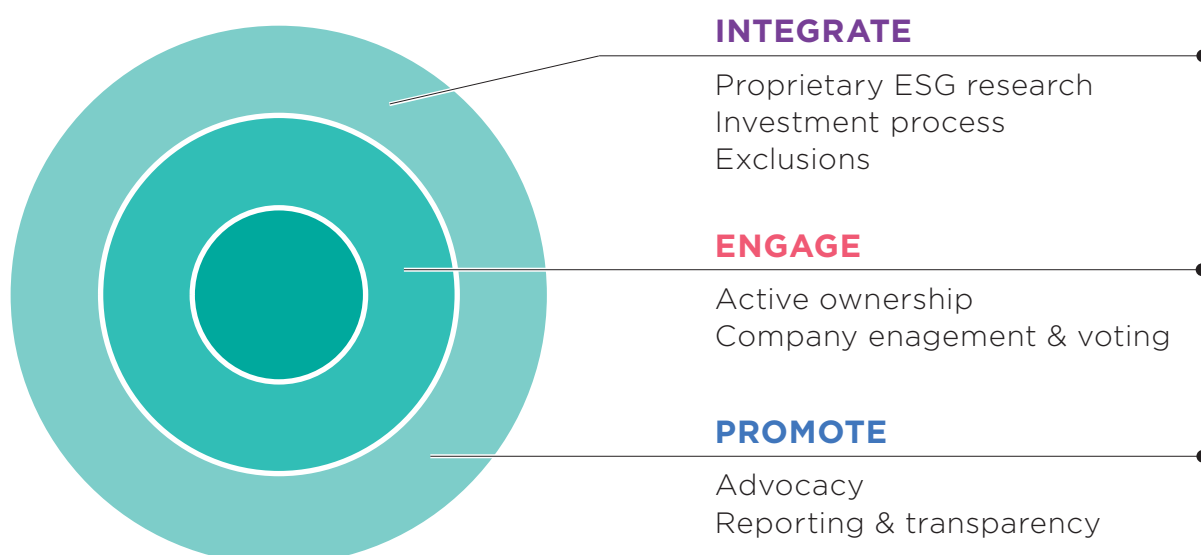 INTEGRATE
Proprietary ESG research
Investment process
Exclusions
ENGAGE
Active ownership
Company enagement & voting
PROMOTE
Advocacy
Reporting & transparency